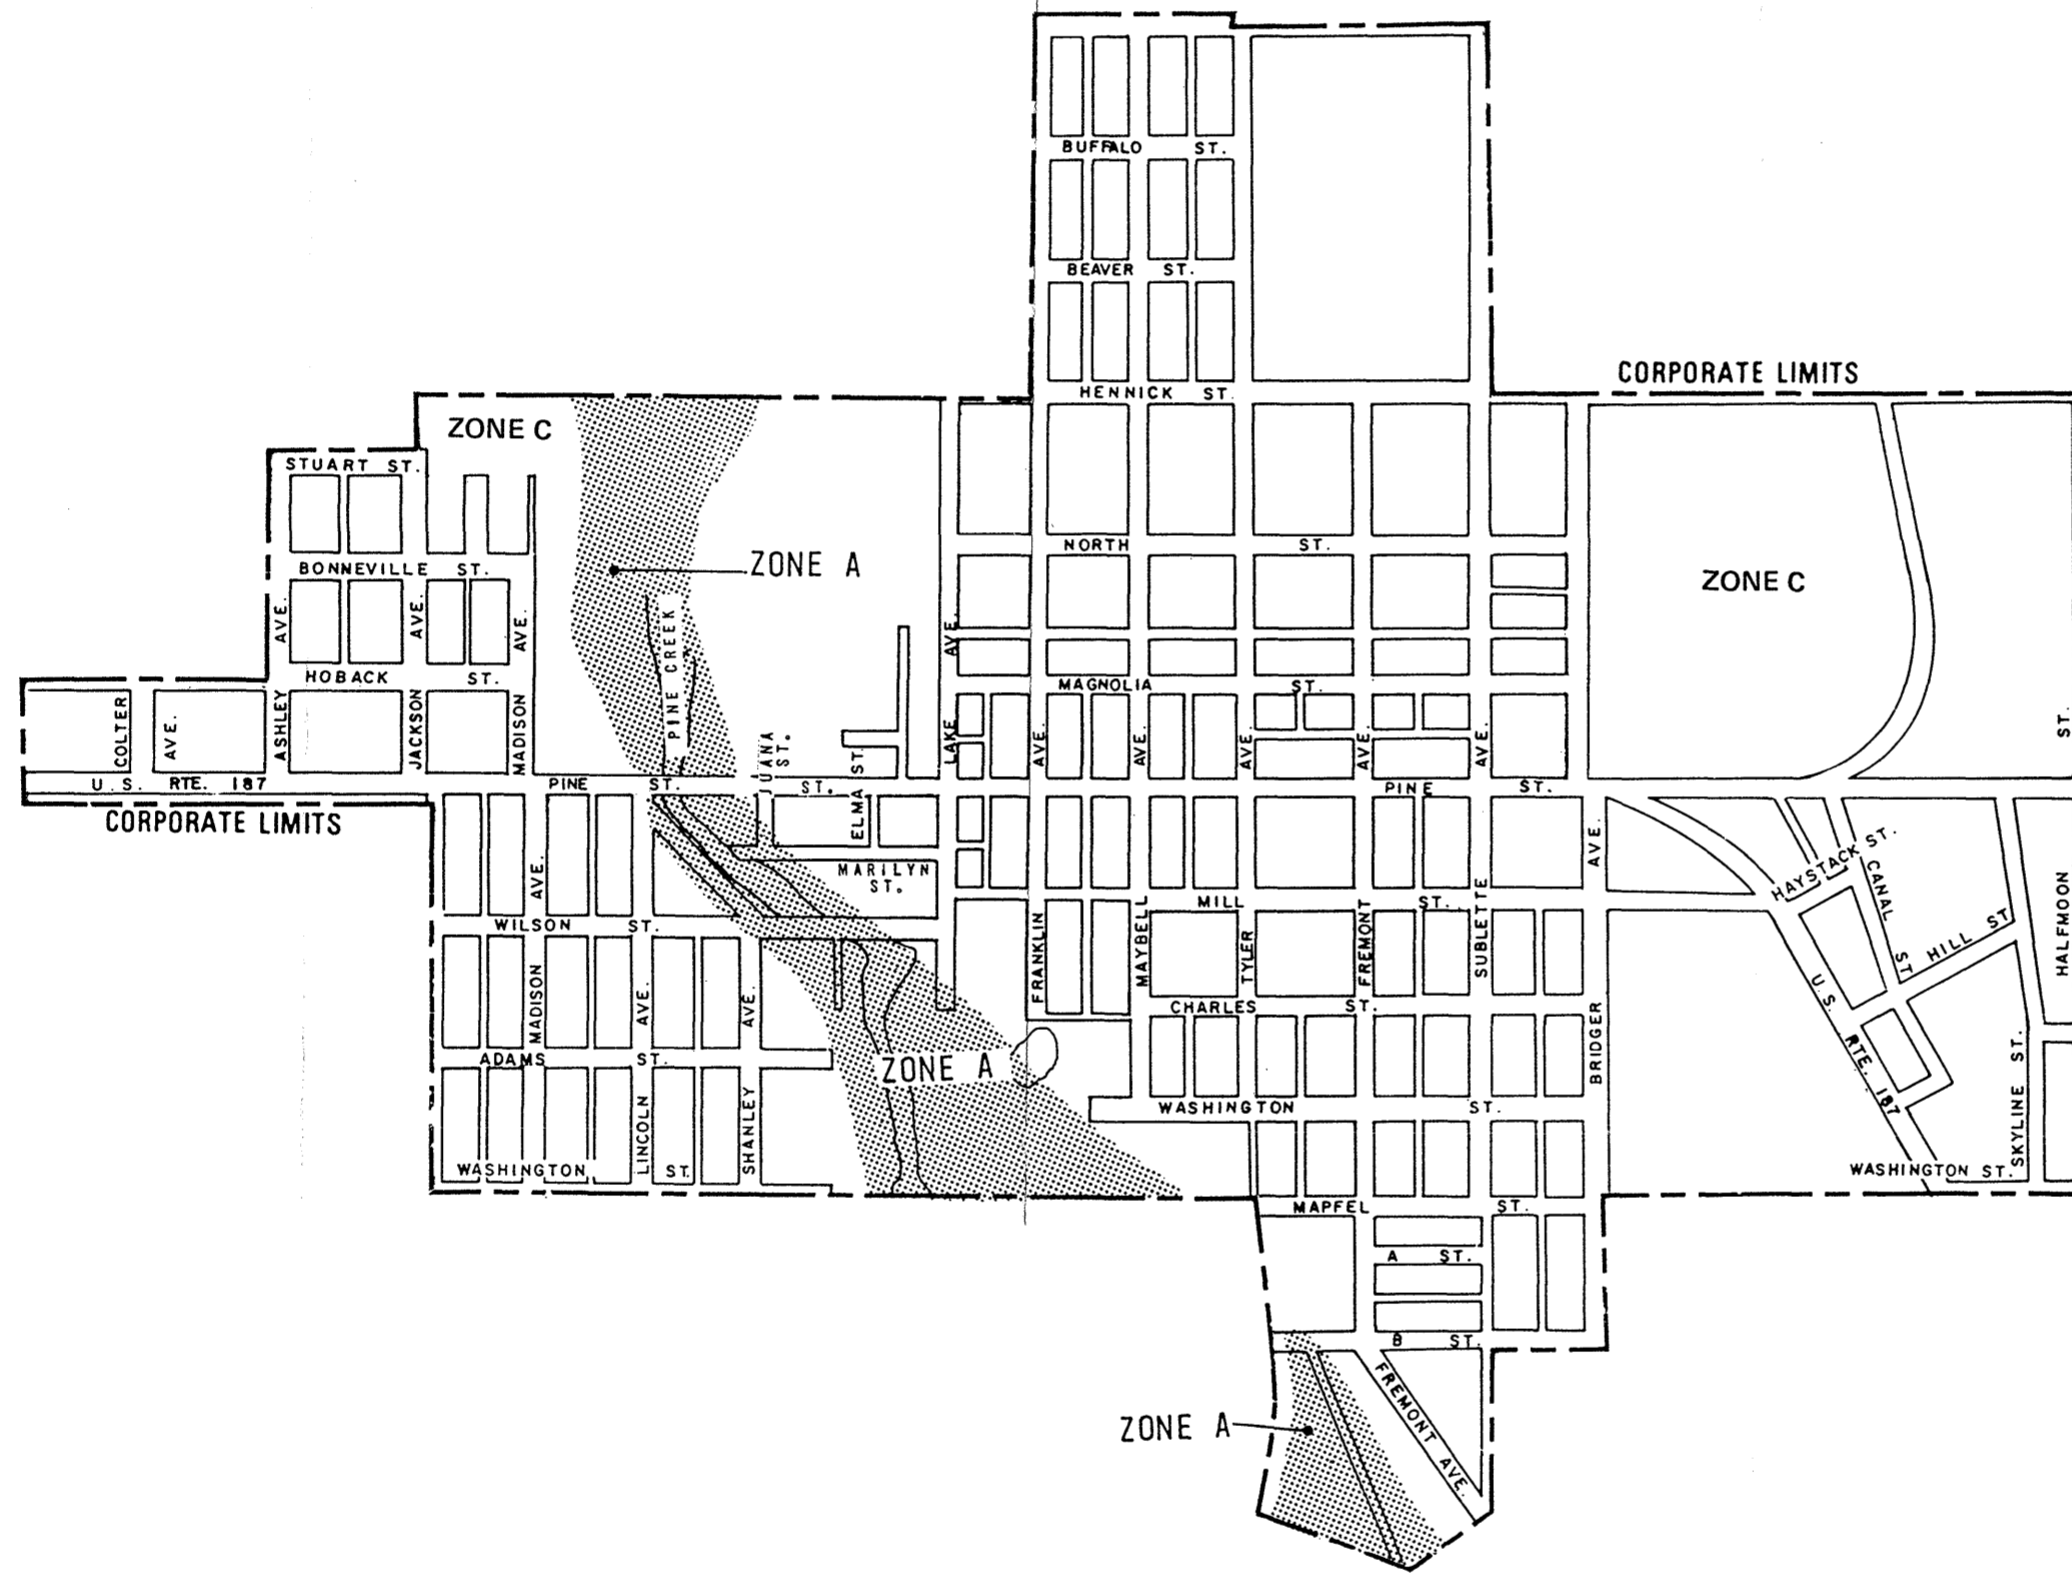 BUFFALO ST.
BEAVER ST.
HENNICK ST.
CORPORATE LIMITS
ZONE C
STUART ST.
NORTH ST.
ZONE A
BONNEVILLE ST.
ZONE C
AVE.
AVE.
AVE.
PINE CREEK
LAKE AVE.
HOBACK ST.
MAGNOLIA ST.
COLTER AVE.
ASHLEY
JACKSON
MADISON
JUANA ST.
ELMA ST.
AVE.
AVE.
AVE.
AVE.
AVE.
ST.
U.S. RTE. 187
PINE ST.
ST.
PINE ST.
CORPORATE LIMITS
MARILYN ST.
AVE.
HAYSTACK ST.
CANAL ST
HALFMOON
MILL ST.
WILSON ST.
FRANKLIN
MAYBELL
TYLER
FREMONT
SUBLETTE
HILL ST
MADISON AVE.
LINCOLN AVE.
SHANLEY AVE.
CHARLES ST.
U.S. RTE. 187
BRIDGER
SKYLINE ST.
ADAMS ST.
ZONE A
WASHINGTON ST.
WASHINGTON ST.
WASHINGTON ST.
MAPFEL ST.
A ST.
B ST.
FREMONT AVE.
ZONE A